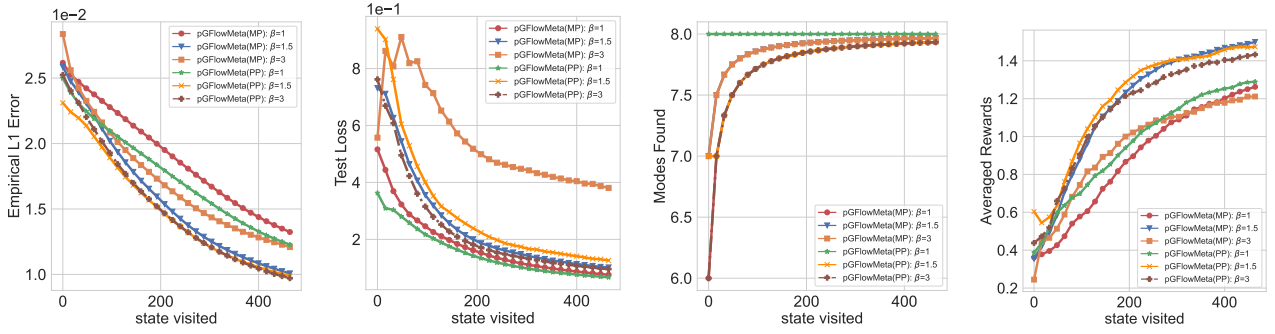 1e−2
Empirical L1 Error
2.5
2.0
1.5
1.0
0
200
400
state visited
pGFlowMeta(MP): β=1
pGFlowMeta(MP): β=1.5
pGFlowMeta(MP): β=3
pGFlowMeta(PP): β=1
pGFlowMeta(PP): β=1.5
pGFlowMeta(PP): β=3
1e−1
Test Loss
8
6
4
2
0
200
400
state visited
pGFlowMeta(MP): β=1
pGFlowMeta(MP): β=1.5
pGFlowMeta(MP): β=3
pGFlowMeta(PP): β=1
pGFlowMeta(PP): β=1.5
pGFlowMeta(PP): β=3
Modes Found
8.0
7.5
7.0
6.5
6.0
0
200
400
state visited
pGFlowMeta(MP): β=1
pGFlowMeta(MP): β=1.5
pGFlowMeta(MP): β=3
pGFlowMeta(PP): β=1
pGFlowMeta(PP): β=1.5
pGFlowMeta(PP): β=3
Averaged Rewards
1.4
1.2
1.0
0.8
0.6
0.4
0.2
0
200
400
state visited
pGFlowMeta(MP): β=1
pGFlowMeta(MP): β=1.5
pGFlowMeta(MP): β=3
pGFlowMeta(PP): β=1
pGFlowMeta(PP): β=1.5
pGFlowMeta(PP): β=3